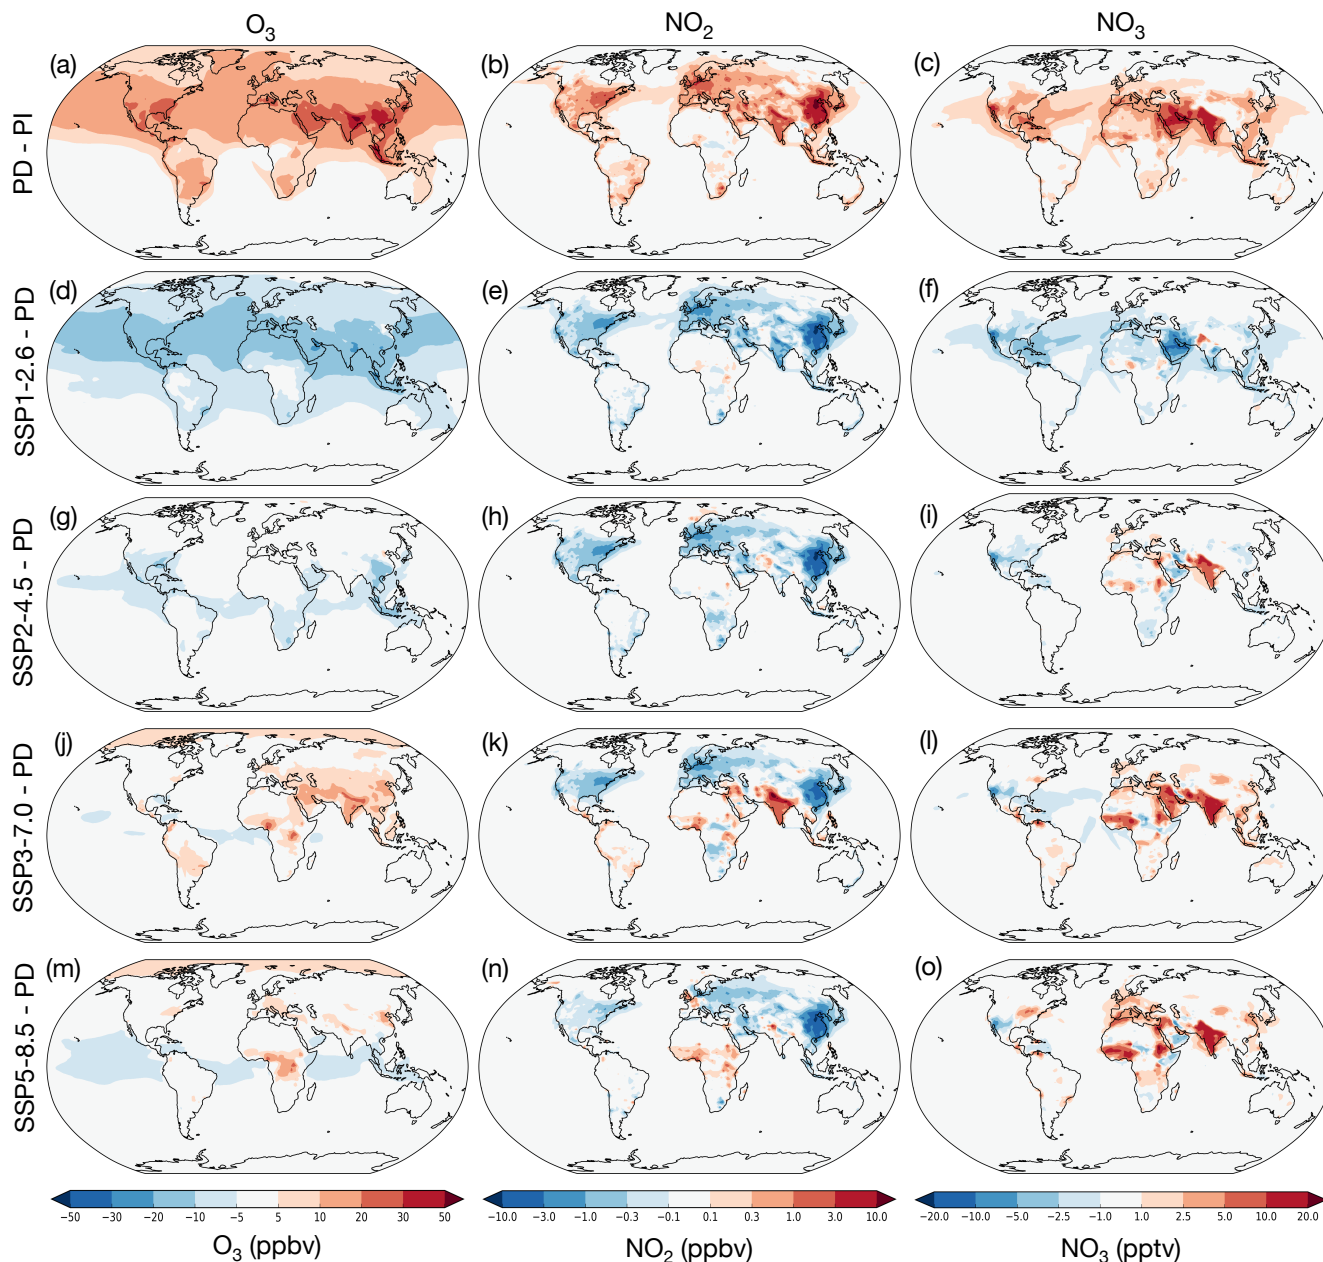 O₃ NO₂ NO₃
PD - PI
(a) (b) (c)
SSP1-2.6 - PD
(d) (e) (f)
SSP2-4.5 - PD
(g) (h) (i)
SSP3-7.0 - PD
(j) (k) (l)
SSP5-8.5 - PD
(m) (n) (o)
−50 −30 −20 −10 −5 5 10 20 30 50
O₃ (ppbv)
−10.0 −3.0 −1.0 −0.3 −0.1 0.1 0.3 1.0 3.0 10.0
NO₂ (ppbv)
−20.0 −10.0 −5.0 −2.5 −1.0 1.0 2.5 5.0 10.0 20.0
NO₃ (pptv)